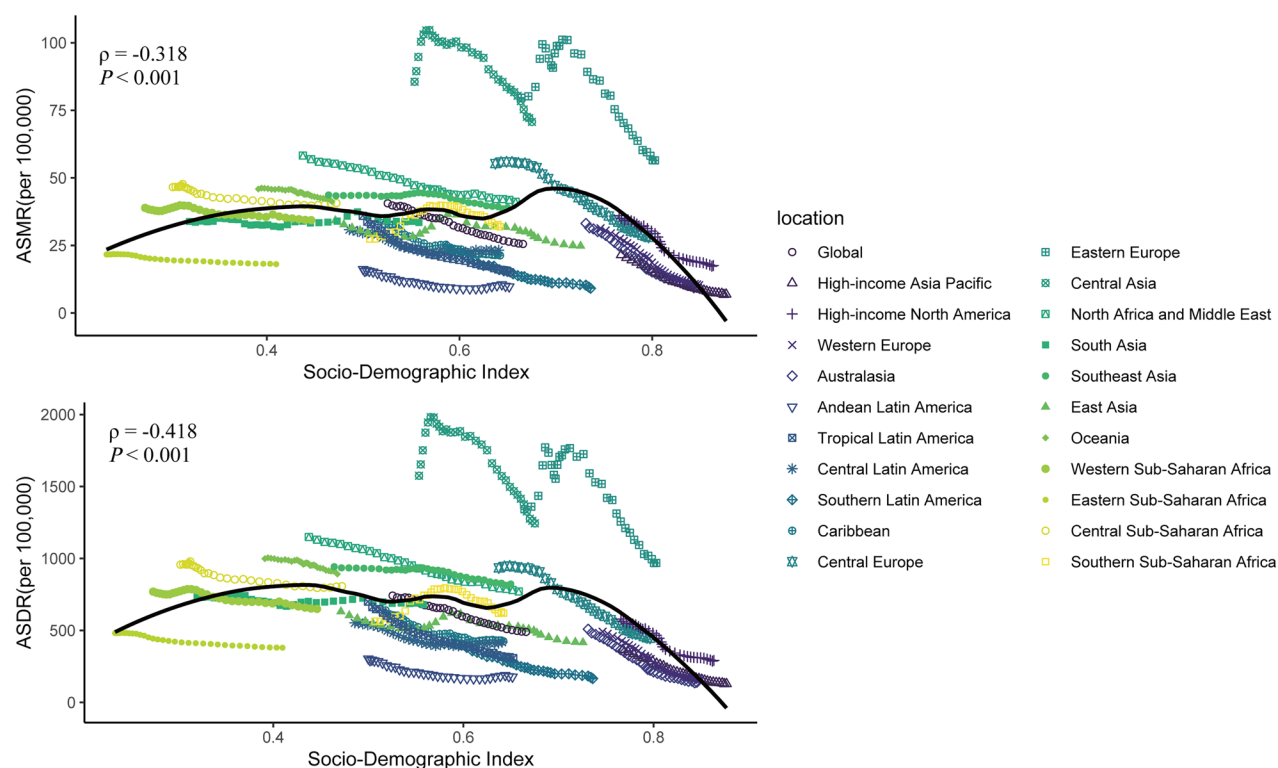 ρ = -0.318
P < 0.001
ASMR(per 100,000)
100
75
50
25
0
0.4 0.6 0.8
Socio-Demographic Index
ρ = -0.418
P < 0.001
ASDR(per 100,000)
2000
1500
1000
500
0
0.4 0.6 0.8
Socio-Demographic Index
location
Global
High-income Asia Pacific
High-income North America
Western Europe
Australasia
Andean Latin America
Tropical Latin America
Central Latin America
Southern Latin America
Caribbean
Central Europe
Eastern Europe
Central Asia
North Africa and Middle East
South Asia
Southeast Asia
East Asia
Oceania
Western Sub-Saharan Africa
Eastern Sub-Saharan Africa
Central Sub-Saharan Africa
Southern Sub-Saharan Africa